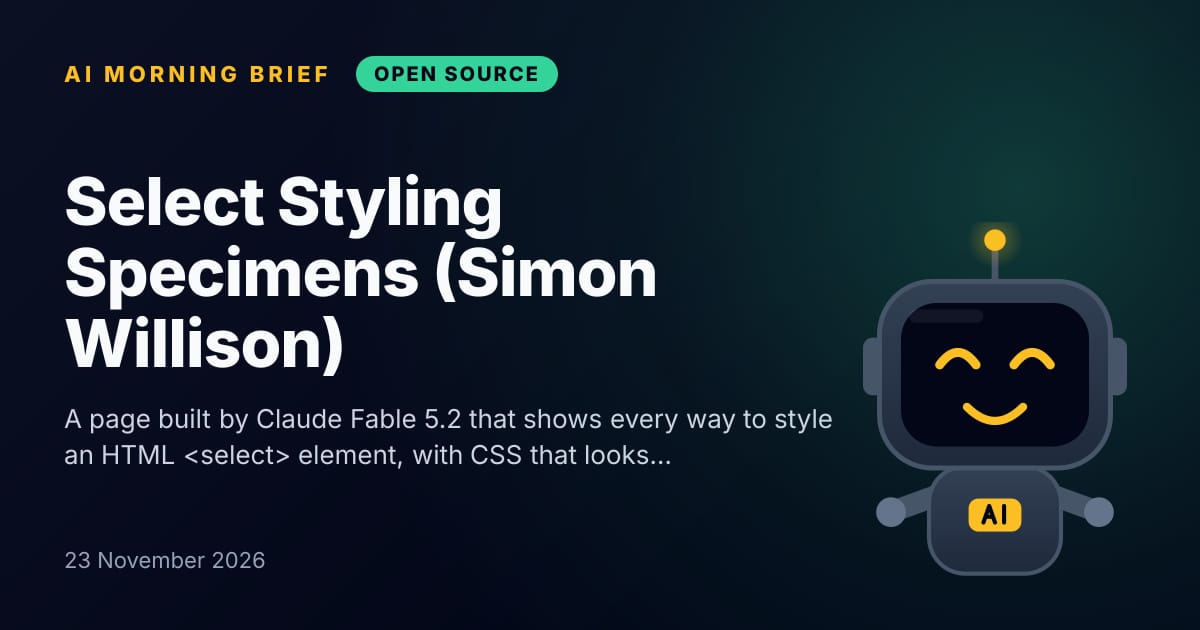 AI MORNING BRIEF
OPEN SOURCE
Select Styling
Specimens (Simon
Willison)
A page built by Claude Fable 5.2 that shows every way to style
an HTML <select> element, with CSS that looks...
23 November 2026
AI